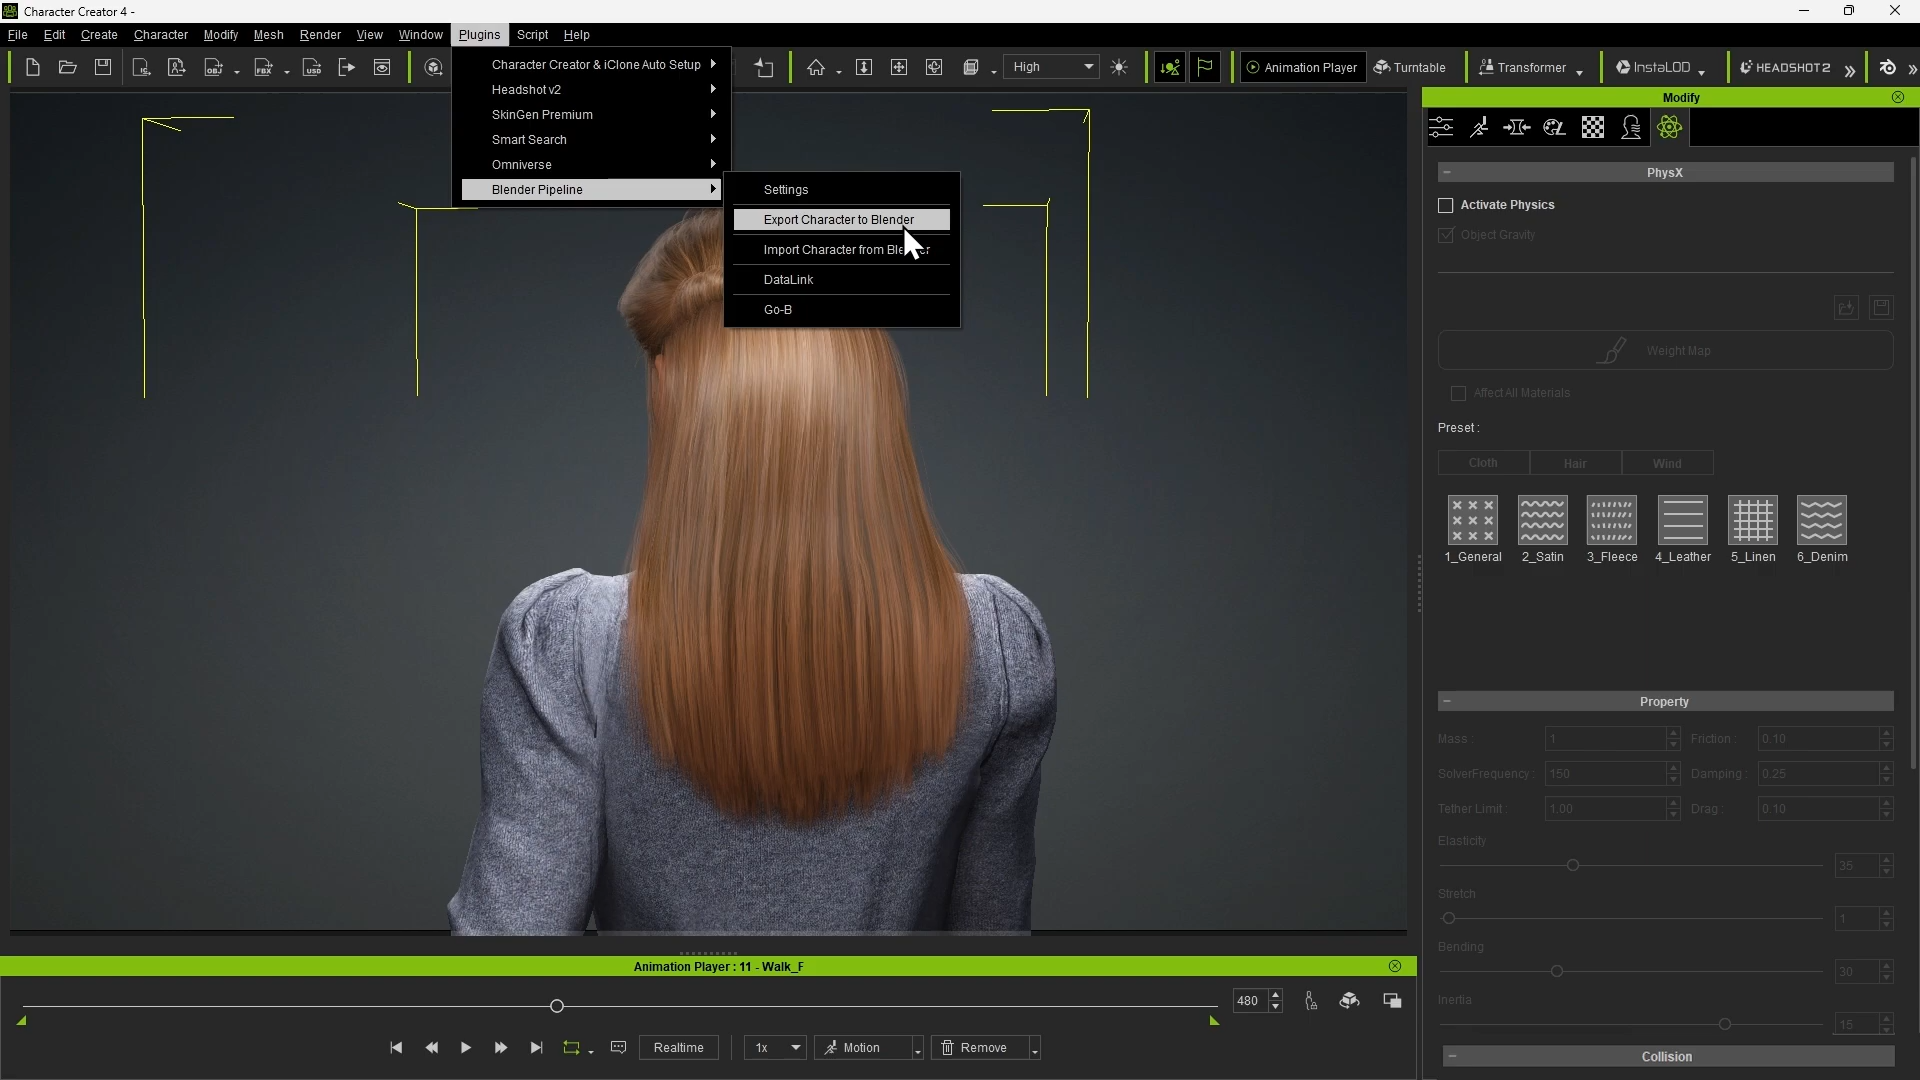 Character Creator 4 -
File Edit Create Character Modify Mesh Render View Window Plugins Script Help
High
Animation Player
Turntable
Transformer
InstaLOD
HEADSHOT 2
Character Creator & iClone Auto Setup
Headshot v2
SkinGen Premium
Smart Search
Omniverse
Blender Pipeline
Settings
Export Character to Blender
Import Character from
DataLink
Go-B
Modify
PhysX
Activate Physics
Object Gravity
Weight Map
Affect All Materials
Preset :
Cloth Hair Wind
1_General 2_Satin 3_Fleece 4_Leather 5_Linen 6_Denim
Property
Mass : 1 Friction : 0.10
SolverFrequency : 150 Damping : 0.25
Tether Limit : 1.00 Drag : 0.10
Elasticity
35
Stretch
1
Bending
30
Inertia
15
Collision
Animation Player : 11 - Walk_F
480
Realtime 1x Motion Remove